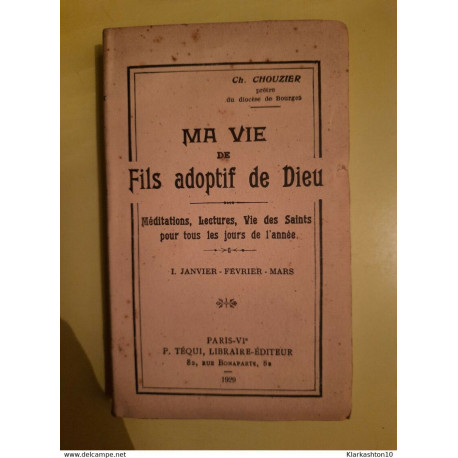 Ch. CHOUZIER
prêtre
du diocèse de Bourges
MA VIE
DE
Fils adoptif de Dieu
Méditations, Lectures, Vie des Saints
pour tous les jours de l'année.
I. JANVIER - FÉVRIER - MARS
PARIS-VIe
P. TÉQUI, LIBRAIRE-ÉDITEUR
82, RUE BONAPARTE, 82
1929
www.delcampe.net
Klarkashton10